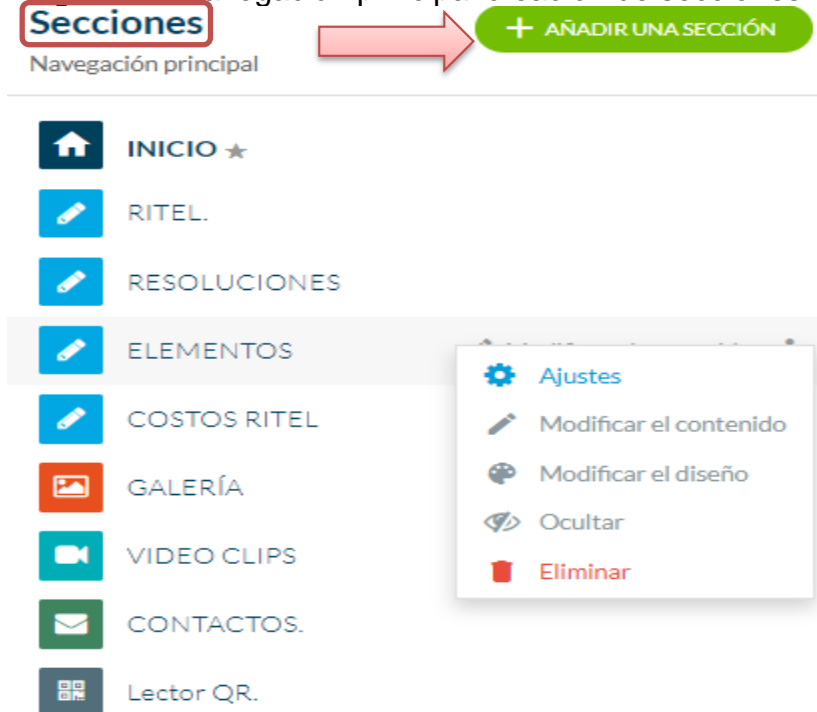 Secciones
+ AÑADIR UNA SECCIÓN
Navegación principal
INICIO ★
RITEL.
RESOLUCIONES
ELEMENTOS
Ajustes
COSTOS RITEL
Modificar el contenido
Modificar el diseño
GALERÍA
Ocultar
VIDEO CLIPS
Eliminar
CONTACTOS.
Lector QR.